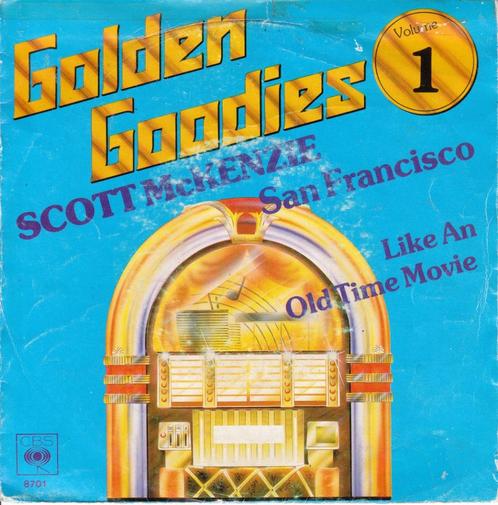 Golden
Goodies
Volume
1
SCOTT McKENZIE
San Francisco
Like An
Old Time Movie
CBS
8701